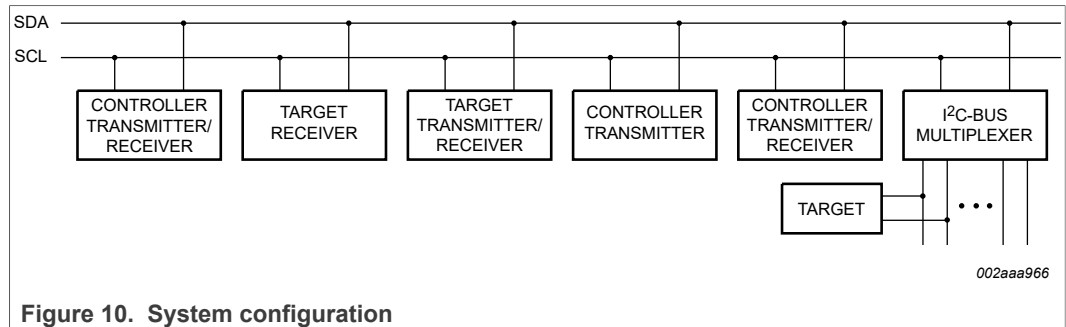 SDA
SCL
CONTROLLER
TRANSMITTER/
RECEIVER
TARGET
RECEIVER
TARGET
TRANSMITTER/
RECEIVER
CONTROLLER
TRANSMITTER
CONTROLLER
TRANSMITTER/
RECEIVER
I²C-BUS
MULTIPLEXER
TARGET
002aaa966
Figure 10. System configuration